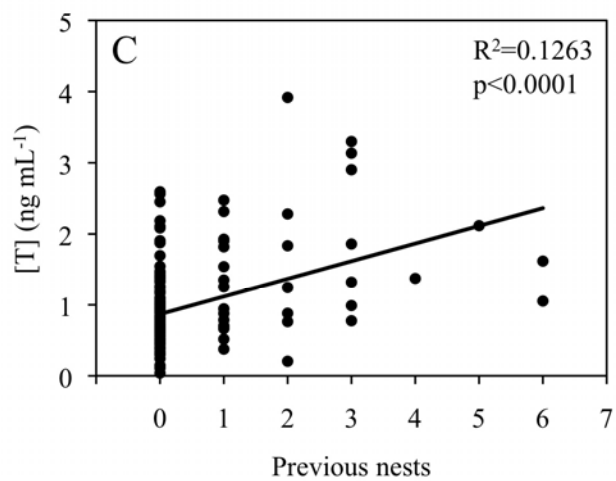 C
R²=0.1263
p<0.0001
[T] (ng mL⁻¹)
5
4
3
2
1
0
0 1 2 3 4 5 6 7
Previous nests